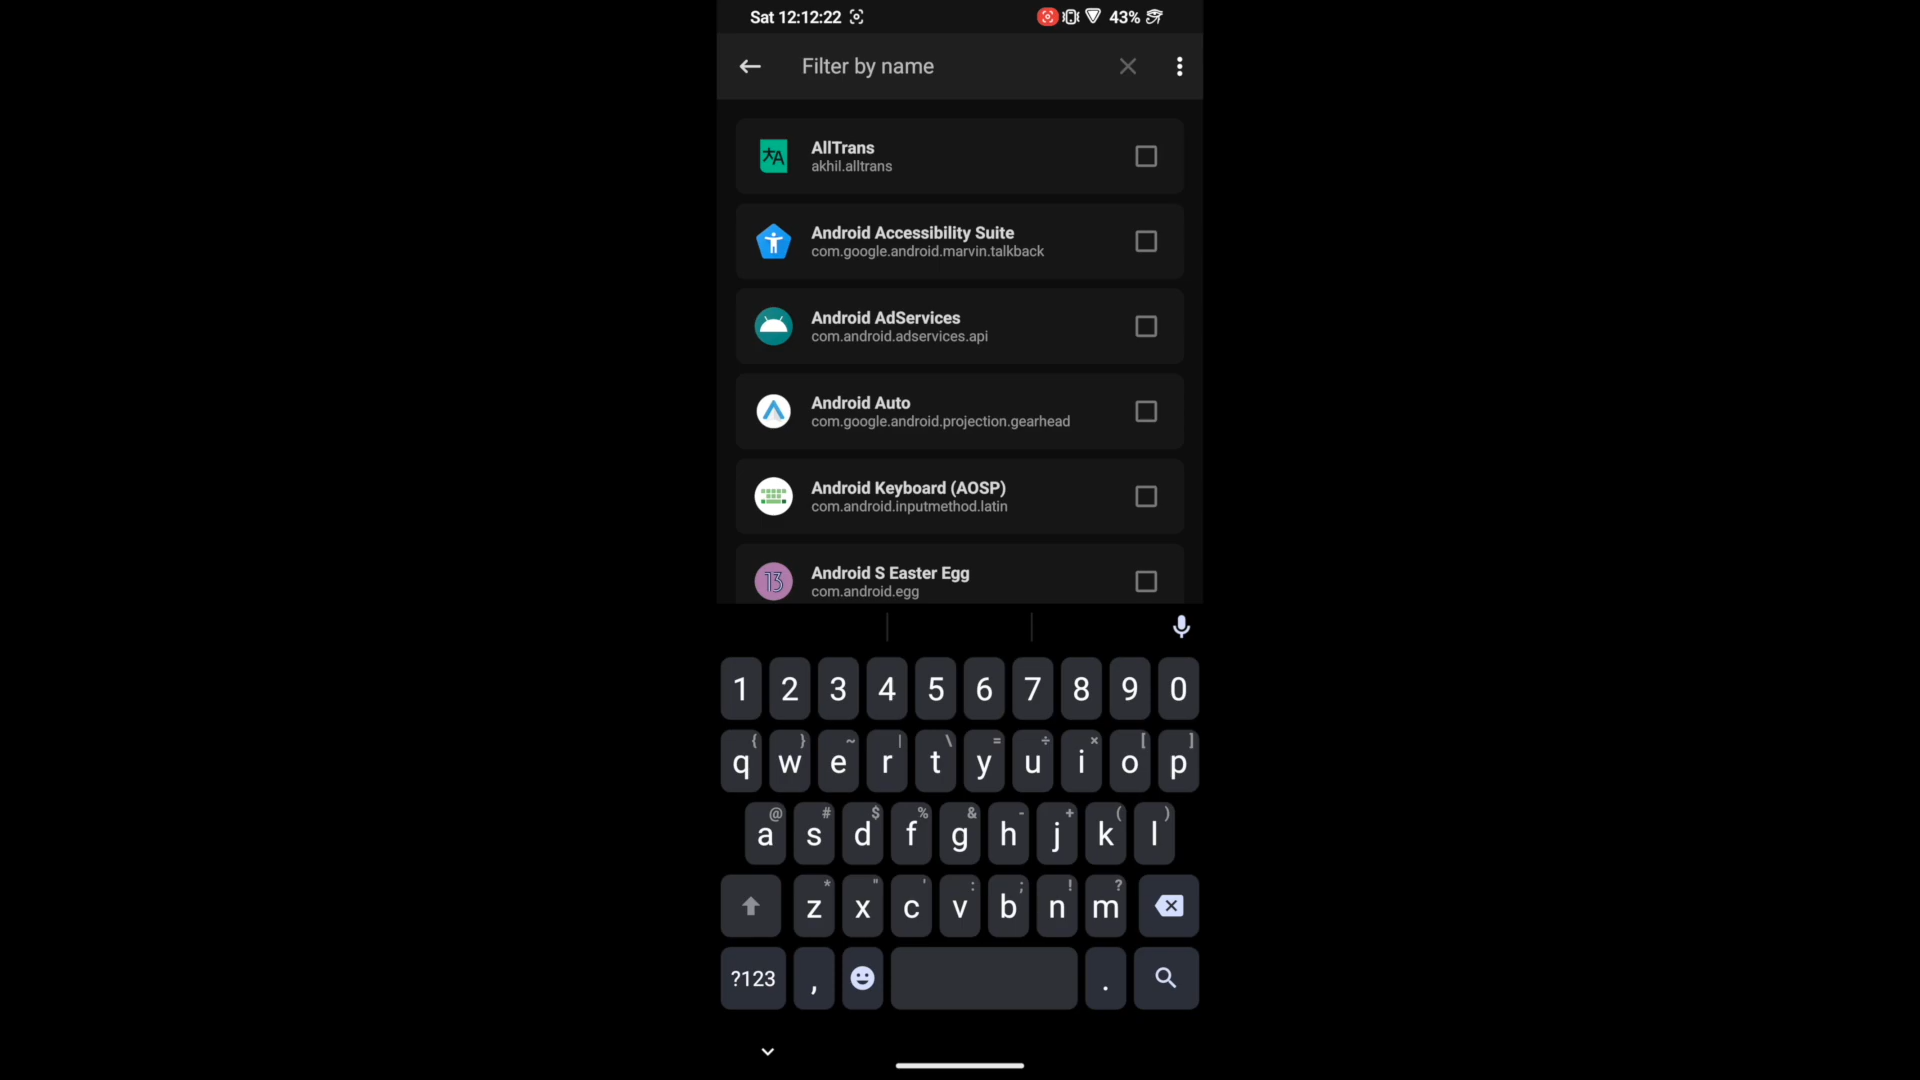 Sat 12:12:22
43%
Filter by name
AllTrans
akhil.alltrans
Android Accessibility Suite
com.google.android.marvin.talkback
Android AdServices
com.android.adservices.api
Android Auto
com.google.android.projection.gearhead
Android Keyboard (AOSP)
com.android.inputmethod.latin
13
Android S Easter Egg
com.android.egg
1 2 3 4 5 6 7 8 9 0
{ } ~ | \ = ÷ × [ ]
q w e r t y u i o p
@ # $ % & - + ( )
a s d f g h j k l
* " ' : ; ! ?
z x c v b n m
?123 , .